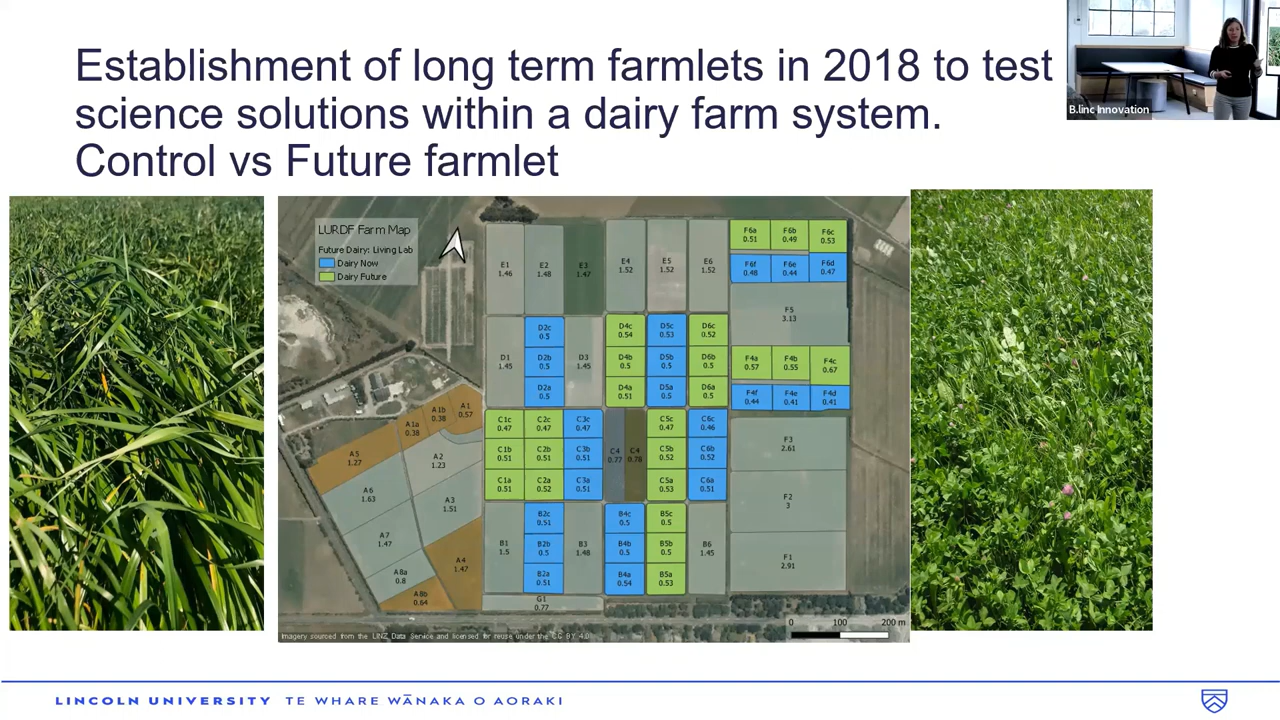 Establishment of long term farmlets in 2018 to test
science solutions within a dairy farm system.
Control vs Future farmlet
B.linc Innovation
LURDF Farm Map
Future Dairy: Living Lab
Dairy Now
Dairy Future
E1
1.46
E2
1.48
E3
1.47
E4
1.52
E5
1.52
E6
1.52
F6a
0.51
F6b
0.49
F6c
0.53
F6f
0.48
F6e
0.44
F6d
0.47
F5
3.13
D1
1.45
D2c
0.5
D2b
0.5
D2a
0.5
D3
1.45
D4c
0.54
D4b
0.5
D4a
0.51
D5c
0.53
D5b
0.5
D5a
0.5
D6c
0.52
D6b
0.5
D6a
0.5
F4a
0.57
F4b
0.55
F4c
0.67
F4f
0.44
F4e
0.41
F4d
0.41
A1b
0.38
A1
0.57
A1a
0.38
A5
1.27
A2
1.23
A6
1.63
A3
1.51
A7
1.47
A4
1.47
A8a
0.8
A8b
0.64
C1c
0.47
C1b
0.51
C1a
0.51
C2c
0.47
C2b
0.51
C2a
0.52
C3c
0.47
C3b
0.51
C3a
0.51
C4
0.77
C4
0.78
C5c
0.47
C5b
0.52
C5a
0.53
C6c
0.46
C6b
0.52
C6a
0.51
F3
2.61
F2
3
F1
2.91
B1
1.5
B2c
0.51
B2b
0.5
B2a
0.51
B3
1.48
B4c
0.5
B4b
0.5
B4a
0.54
B5c
0.5
B5b
0.5
B5a
0.53
B6
1.45
G1
0.77
0 100 200 m
Imagery sourced from the LINZ Data Service and licensed for reuse under the CC BY 4.0
LINCOLN UNIVERSITY TE WHARE WĀNAKA O AORAKI